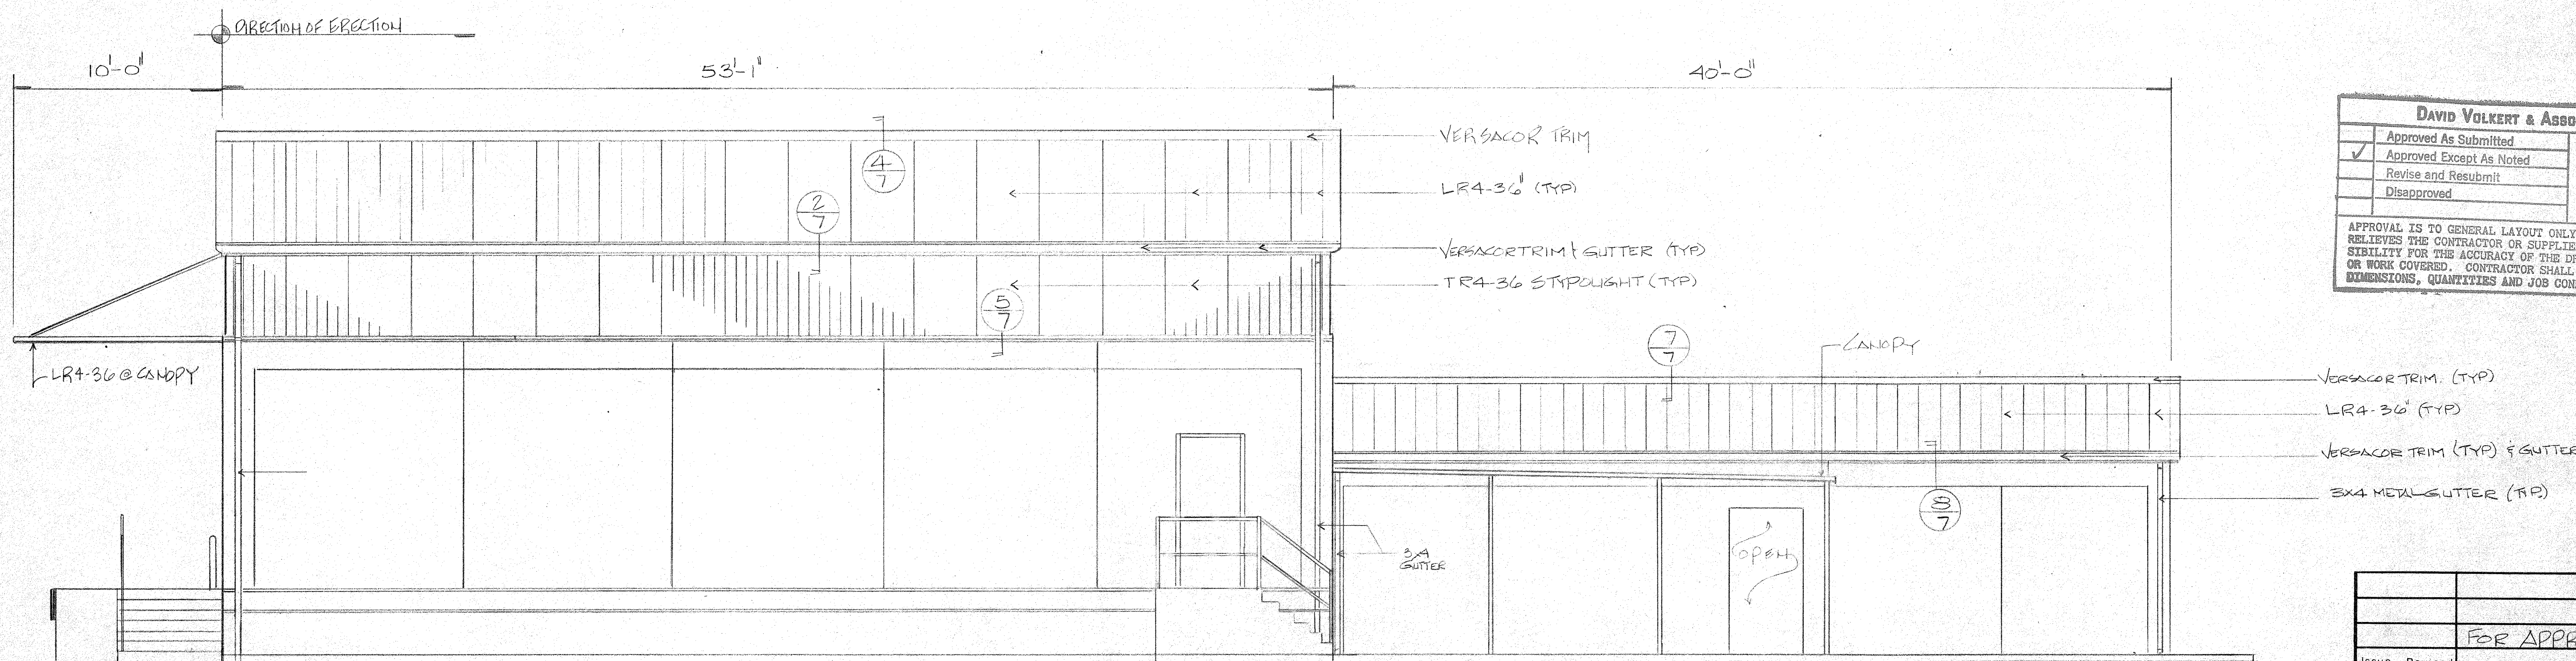 DIRECTION OF ERECTION
10'-0"
53'-1"
40'-0"
VERSACOR TRIM
LR4-36" (TYP)
VERSACOR TRIM & GUTTER (TYP)
TR4-36 STYPOLIGHT (TYP)
4
7
2
7
5
7
7
7
8
7
LR4-36 @ CANOPY
CANOPY
3x4
GUTTER
OPEN
VERSACOR TRIM. (TYP)
LR4-36" (TYP)
VERSACOR TRIM (TYP) & GUTTER
3X4 METAL GUTTER (TYP.)
DAVID VOLKERT & ASSO
Approved As Submitted
✓ Approved Except As Noted
Revise and Resubmit
Disapproved
APPROVAL IS TO GENERAL LAYOUT ONLY
RELIEVES THE CONTRACTOR OR SUPPLIE
SIBILITY FOR THE ACCURACY OF THE DR
OR WORK COVERED. CONTRACTOR SHALL
DIMENSIONS, QUANTITIES AND JOB CON
FOR APPR